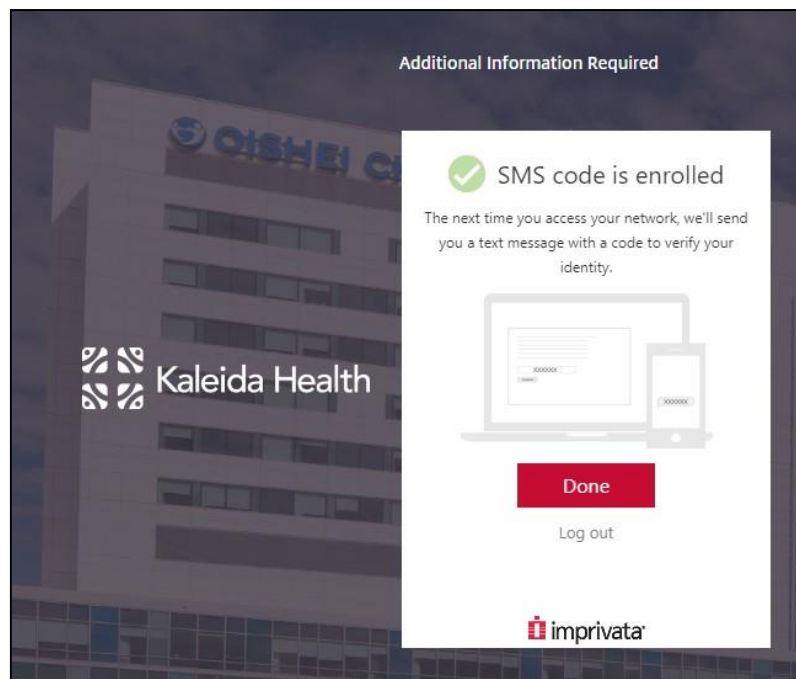 Additional Information Required
OISHEI
SMS code is enrolled
The next time you access your network, we'll send
you a text message with a code to verify your
identity.
XXXXXX
XXXXXX
Kaleida Health
Done
Log out
imprivata